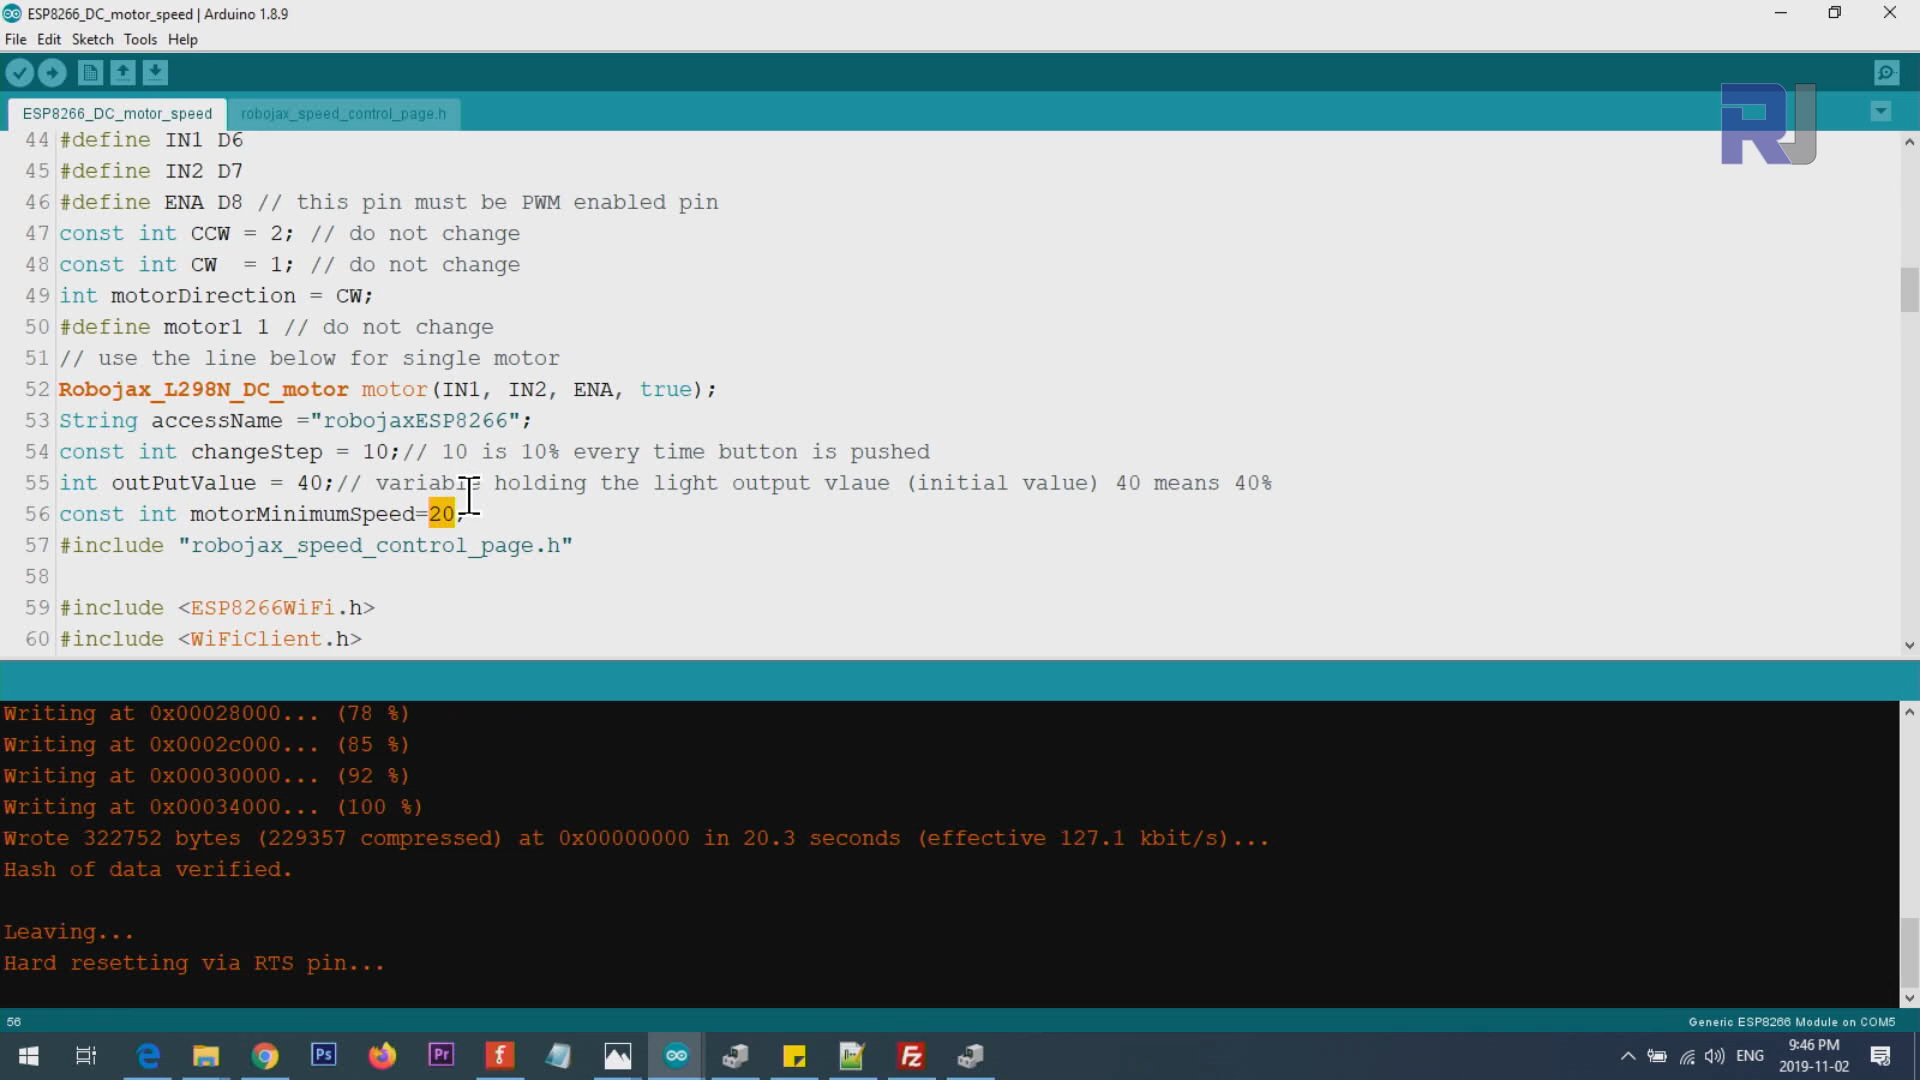 ESP8266_DC_motor_speed | Arduino 1.8.9
File Edit Sketch Tools Help
ESP8266_DC_motor_speed robojax_speed_control_page.h
RJ
44 #define IN1 D6
45 #define IN2 D7
46 #define ENA D8 // this pin must be PWM enabled pin
47 const int CCW = 2; // do not change
48 const int CW  = 1; // do not change
49 int motorDirection = CW;
50 #define motor1 1 // do not change
51 // use the line below for single motor
52 Robojax_L298N_DC_motor motor(IN1, IN2, ENA, true);
53 String accessName ="robojaxESP8266";
54 const int changeStep = 10;// 10 is 10% every time button is pushed
55 int outPutValue = 40;// variable holding the light output vlaue (initial value) 40 means 40%
56 const int motorMinimumSpeed=20;
57 #include "robojax_speed_control_page.h"
58
59 #include <ESP8266WiFi.h>
60 #include <WiFiClient.h>
Writing at 0x00028000... (78 %)
Writing at 0x0002c000... (85 %)
Writing at 0x00030000... (92 %)
Writing at 0x00034000... (100 %)
Wrote 322752 bytes (229357 compressed) at 0x00000000 in 20.3 seconds (effective 127.1 kbit/s)...
Hash of data verified.
Leaving...
Hard resetting via RTS pin...
56 Generic ESP8266 Module on COM5
Ps Pr f Fz ENG 9:46 PM
2019-11-02